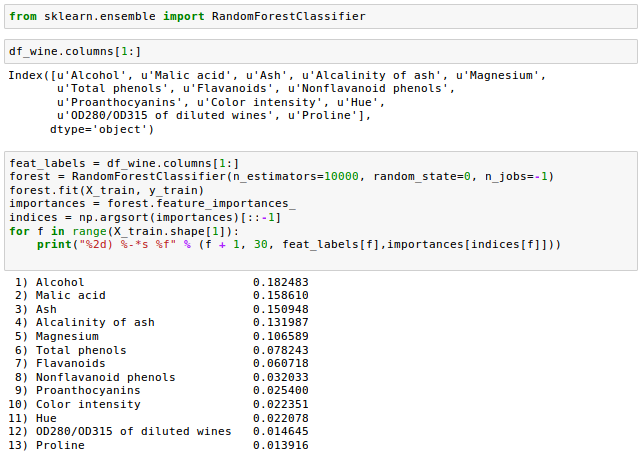 from sklearn.ensemble import RandomForestClassifier
df_wine.columns[1:]
Index([u'Alcohol', u'Malic acid', u'Ash', u'Alcalinity of ash', u'Magnesium',
       u'Total phenols', u'Flavanoids', u'Nonflavanoid phenols',
       u'Proanthocyanins', u'Color intensity', u'Hue',
       u'OD280/OD315 of diluted wines', u'Proline'],
      dtype='object')
feat_labels = df_wine.columns[1:]
forest = RandomForestClassifier(n_estimators=10000, random_state=0, n_jobs=-1)
forest.fit(X_train, y_train)
importances = forest.feature_importances_
indices = np.argsort(importances)[::-1]
for f in range(X_train.shape[1]):
    print("%2d) %-*s %f" % (f + 1, 30, feat_labels[f],importances[indices[f]]))
 1) Alcohol                        0.182483
 2) Malic acid                     0.158610
 3) Ash                            0.150948
 4) Alcalinity of ash              0.131987
 5) Magnesium                      0.106589
 6) Total phenols                  0.078243
 7) Flavanoids                     0.060718
 8) Nonflavanoid phenols           0.032033
 9) Proanthocyanins                0.025400
10) Color intensity                0.022351
11) Hue                            0.022078
12) OD280/OD315 of diluted wines   0.014645
13) Proline                        0.013916